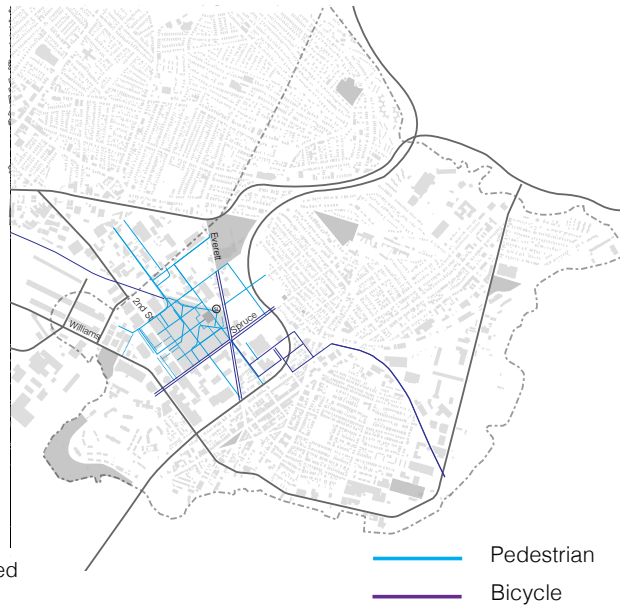 Everett
2nd St
Spruce
Williams
ed
Pedestrian
Bicycle